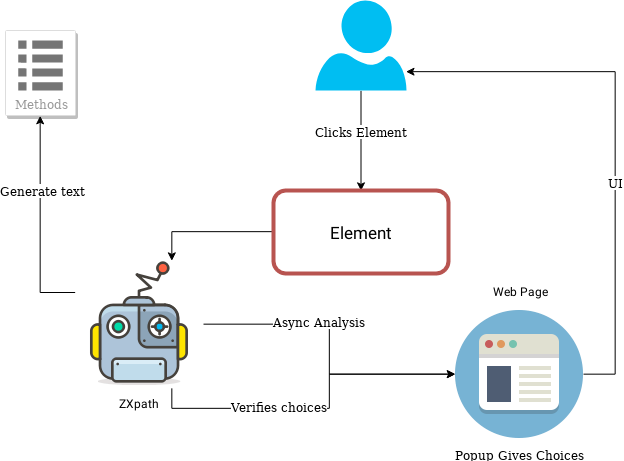 Methods
Clicks Element
Generate text
UI
Element
Web Page
Async Analysis
ZXpath
Verifies choices
Popup Gives Choices